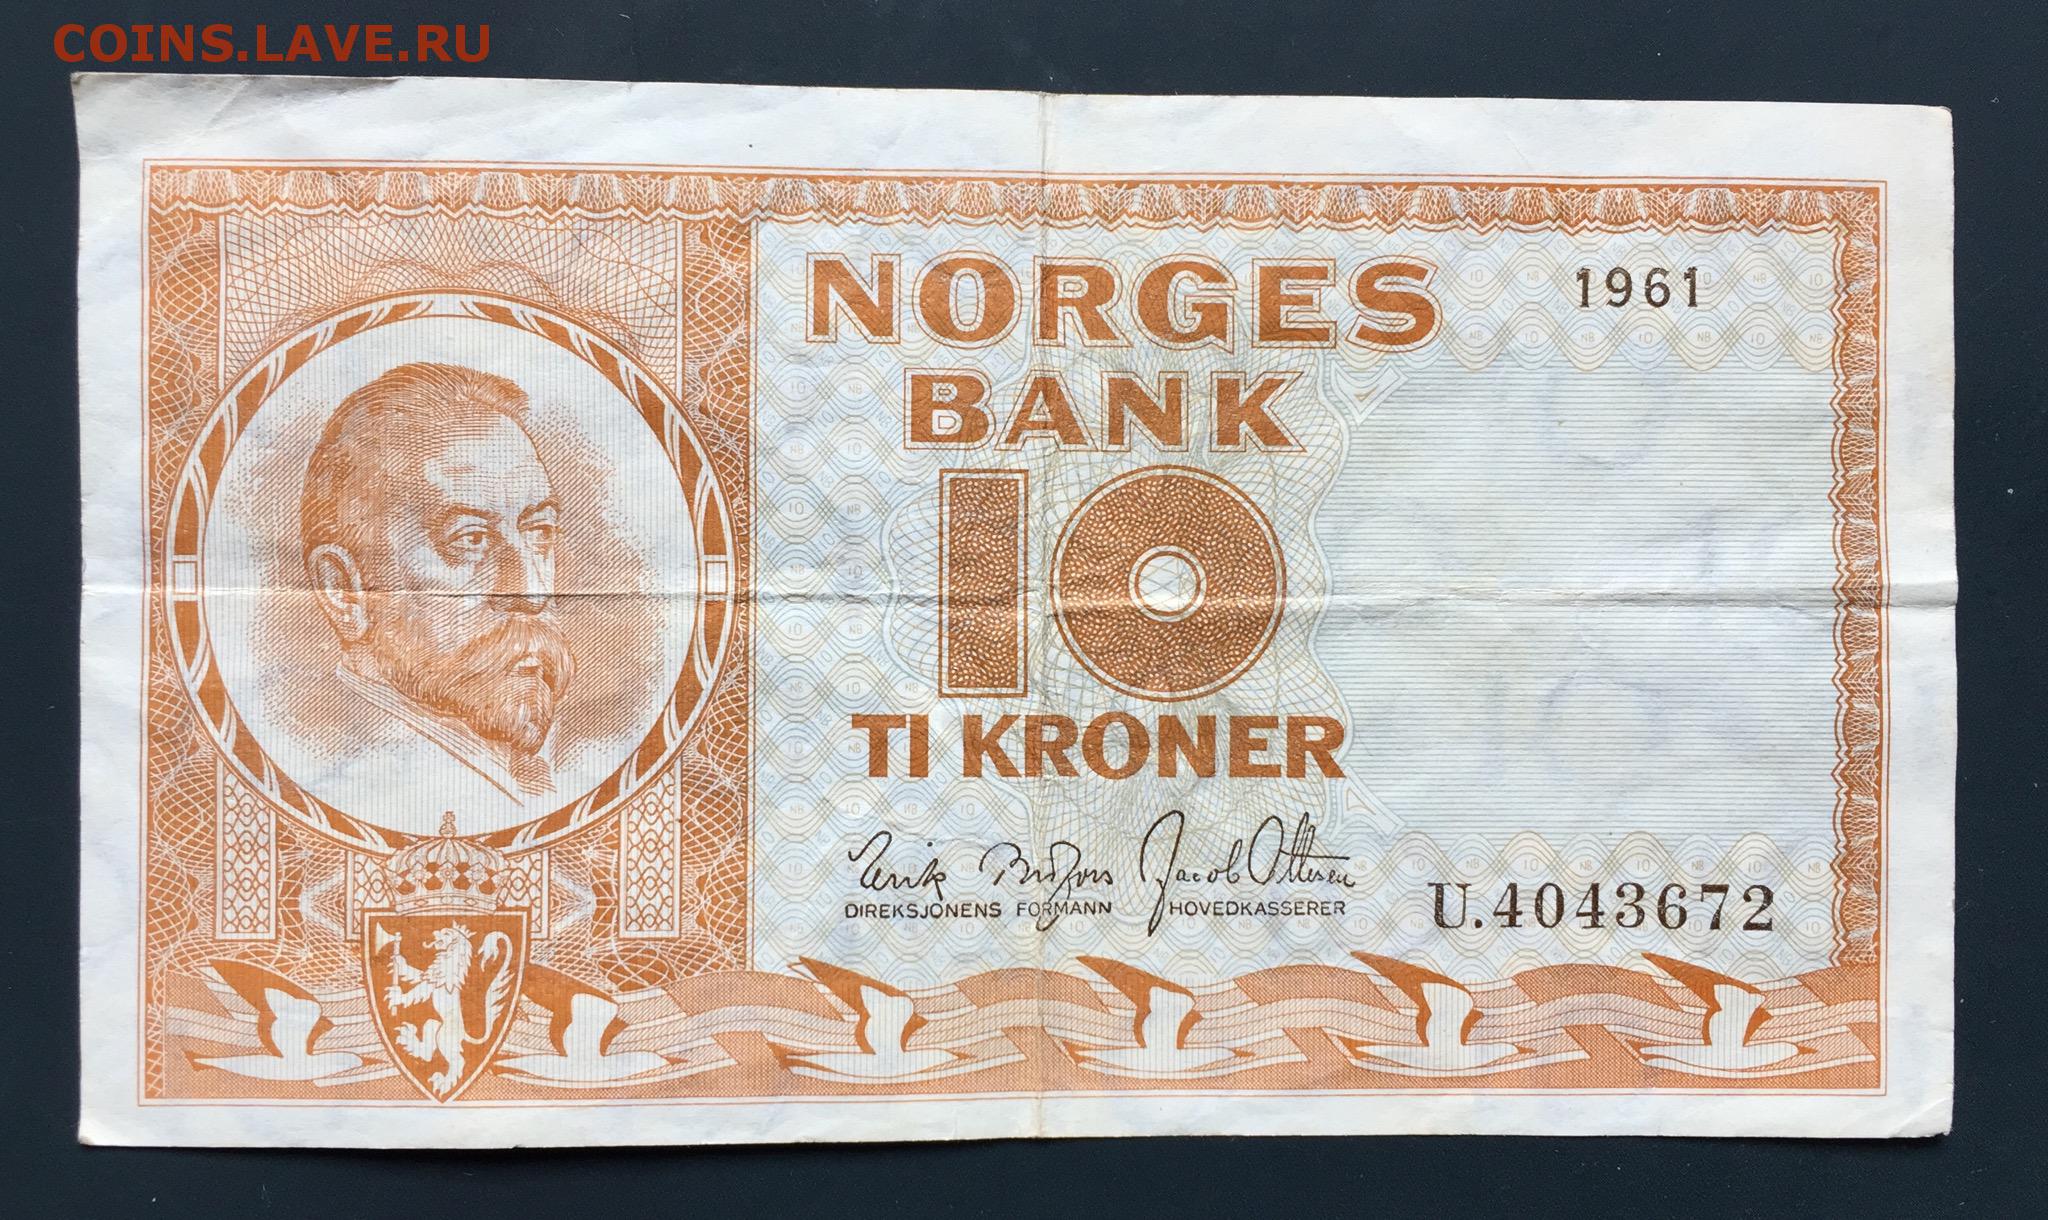 COINS.LAVE.RU
NORGES
1961
BANK
10
TI KRONER
Erik Brofoss Jacob Ottesen
DIREKSJONENS FORMANN HOVEDKASSERER
U.4043672